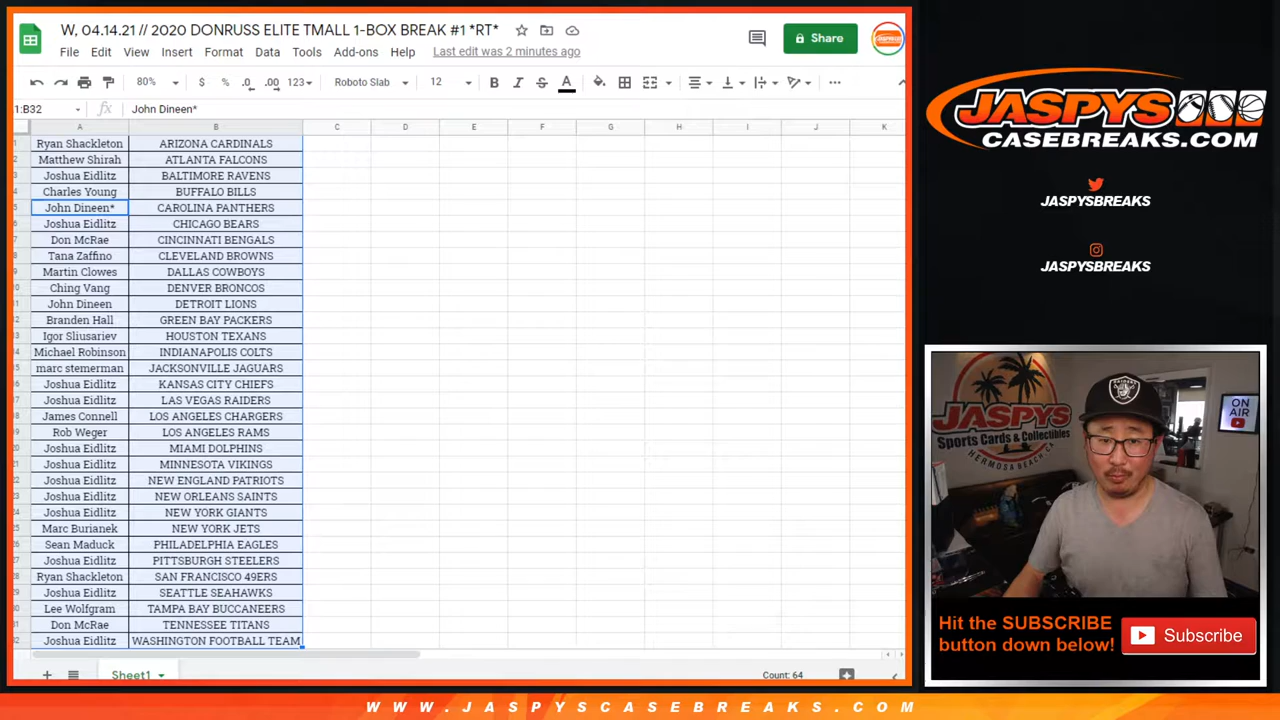 W, 04.14.21 // 2020 DONRUSS ELITE TMALL 1-BOX BREAK #1 *RT*
File Edit View Insert Format Data Tools Add-ons Help Last edit was 2 minutes ago
Share
80% $ % .0 .00 123 Roboto Slab 12 B I S A
1:B32 fx John Dineen*
A B C D E F G H I J K
Ryan Shackleton ARIZONA CARDINALS
Matthew Shirah ATLANTA FALCONS
Joshua Eidlitz BALTIMORE RAVENS
Charles Young BUFFALO BILLS
John Dineen* CAROLINA PANTHERS
Joshua Eidlitz CHICAGO BEARS
Don McRae CINCINNATI BENGALS
Tana Zaffino CLEVELAND BROWNS
Martin Clowes DALLAS COWBOYS
Ching Vang DENVER BRONCOS
John Dineen DETROIT LIONS
Branden Hall GREEN BAY PACKERS
Igor Sliusariev HOUSTON TEXANS
Michael Robinson INDIANAPOLIS COLTS
marc stemerman JACKSONVILLE JAGUARS
Joshua Eidlitz KANSAS CITY CHIEFS
Joshua Eidlitz LAS VEGAS RAIDERS
James Connell LOS ANGELES CHARGERS
Rob Weger LOS ANGELES RAMS
Joshua Eidlitz MIAMI DOLPHINS
Joshua Eidlitz MINNESOTA VIKINGS
Joshua Eidlitz NEW ENGLAND PATRIOTS
Joshua Eidlitz NEW ORLEANS SAINTS
Joshua Eidlitz NEW YORK GIANTS
Marc Burianek NEW YORK JETS
Sean Maduck PHILADELPHIA EAGLES
Joshua Eidlitz PITTSBURGH STEELERS
Ryan Shackleton SAN FRANCISCO 49ERS
Joshua Eidlitz SEATTLE SEAHAWKS
Lee Wolfgram TAMPA BAY BUCCANEERS
Don McRae TENNESSEE TITANS
Joshua Eidlitz WASHINGTON FOOTBALL TEAM
Sheet1 Count: 64
JASPYS
CASEBREAKS.COM
JASPYSBREAKS
JASPYSBREAKS
JASPYS
Sports Cards & Collectibles
HERMOSA BEACH, CA
RAIDERS
ON
AIR
Hit the SUBSCRIBE
button down below!
Subscribe
WWW.JASPYSCASEBREAKS.COM